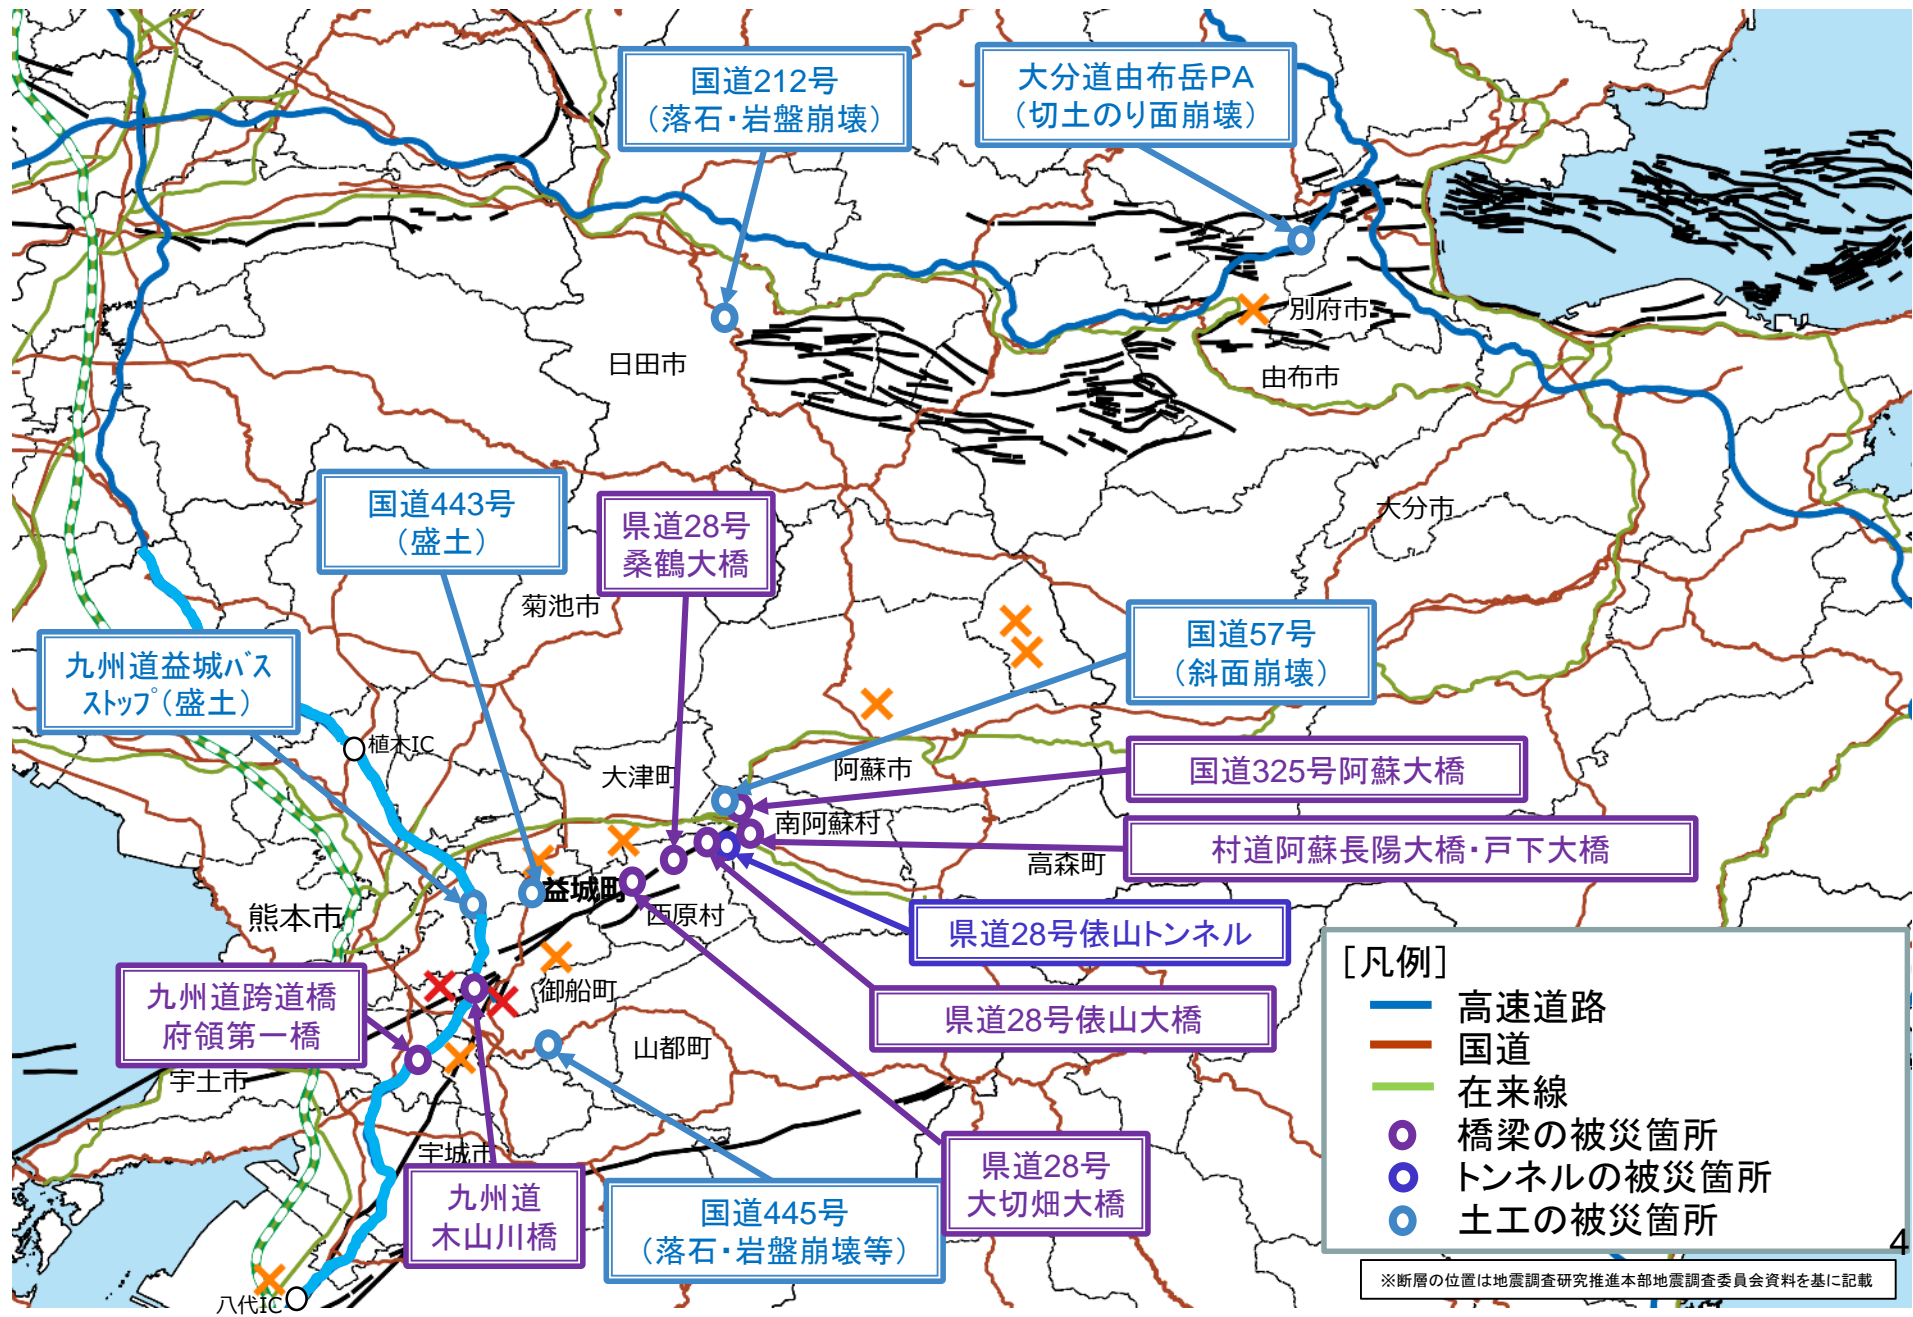 国道212号
（落石・岩盤崩壊）
大分道由布岳PA
（切土のり面崩壊）
別府市
日田市
由布市
国道443号
（盛土）
県道28号
桑鶴大橋
大分市
菊池市
国道57号
（斜面崩壊）
九州道益城バス
ストップ（盛土）
植木IC
大津町
阿蘇市
国道325号阿蘇大橋
南阿蘇村
村道阿蘇長陽大橋・戸下大橋
高森町
益城町
西原村
熊本市
県道28号俵山トンネル
九州道跨道橋
府領第一橋
御船町
県道28号俵山大橋
山都町
宇土市
宇城市
九州道
木山川橋
国道445号
（落石・岩盤崩壊等）
県道28号
大切畑大橋
八代IC
［凡例］
高速道路
国道
在来線
橋梁の被災箇所
トンネルの被災箇所
土工の被災箇所
4
※断層の位置は地震調査研究推進本部地震調査委員会資料を基に記載